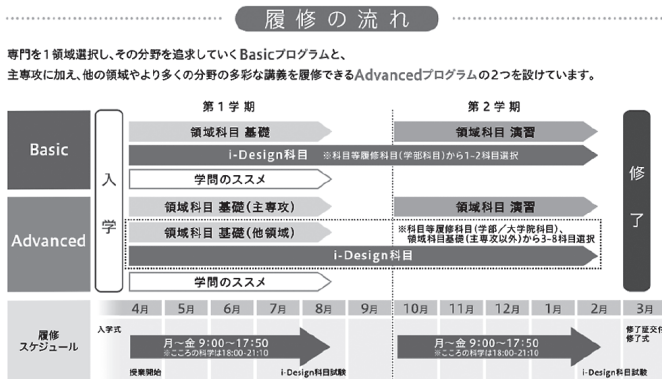 履修の流れ
専門を1領域選択し、その分野を追求していくBasicプログラムと、
主専攻に加え、他の領域やより多くの分野の多彩な講義を履修できるAdvancedプログラムの2つを設けています。
第1学期
第2学期
Basic
入学
領域科目 基礎
領域科目 演習
i-Design科目 ※科目等履修科目(学部科目)から1~2科目選択
学問のススメ
修了
Advanced
領域科目 基礎(主専攻)
領域科目 演習
領域科目 基礎(他領域)
※科目等履修科目(学部/大学院科目)、
領域科目基礎(主専攻以外)から3~8科目選択
i-Design科目
学問のススメ
4月 5月 6月 7月 8月 9月 10月 11月 12月 1月 2月 3月
履修
スケジュール
入学式
月~金 9:00~17:50
※こころの科学は18:00-21:10
授業開始
i-Design科目試験
月~金 9:00~17:50
※こころの科学は18:00-21:10
i-Design科目試験
修了証交付
修了式